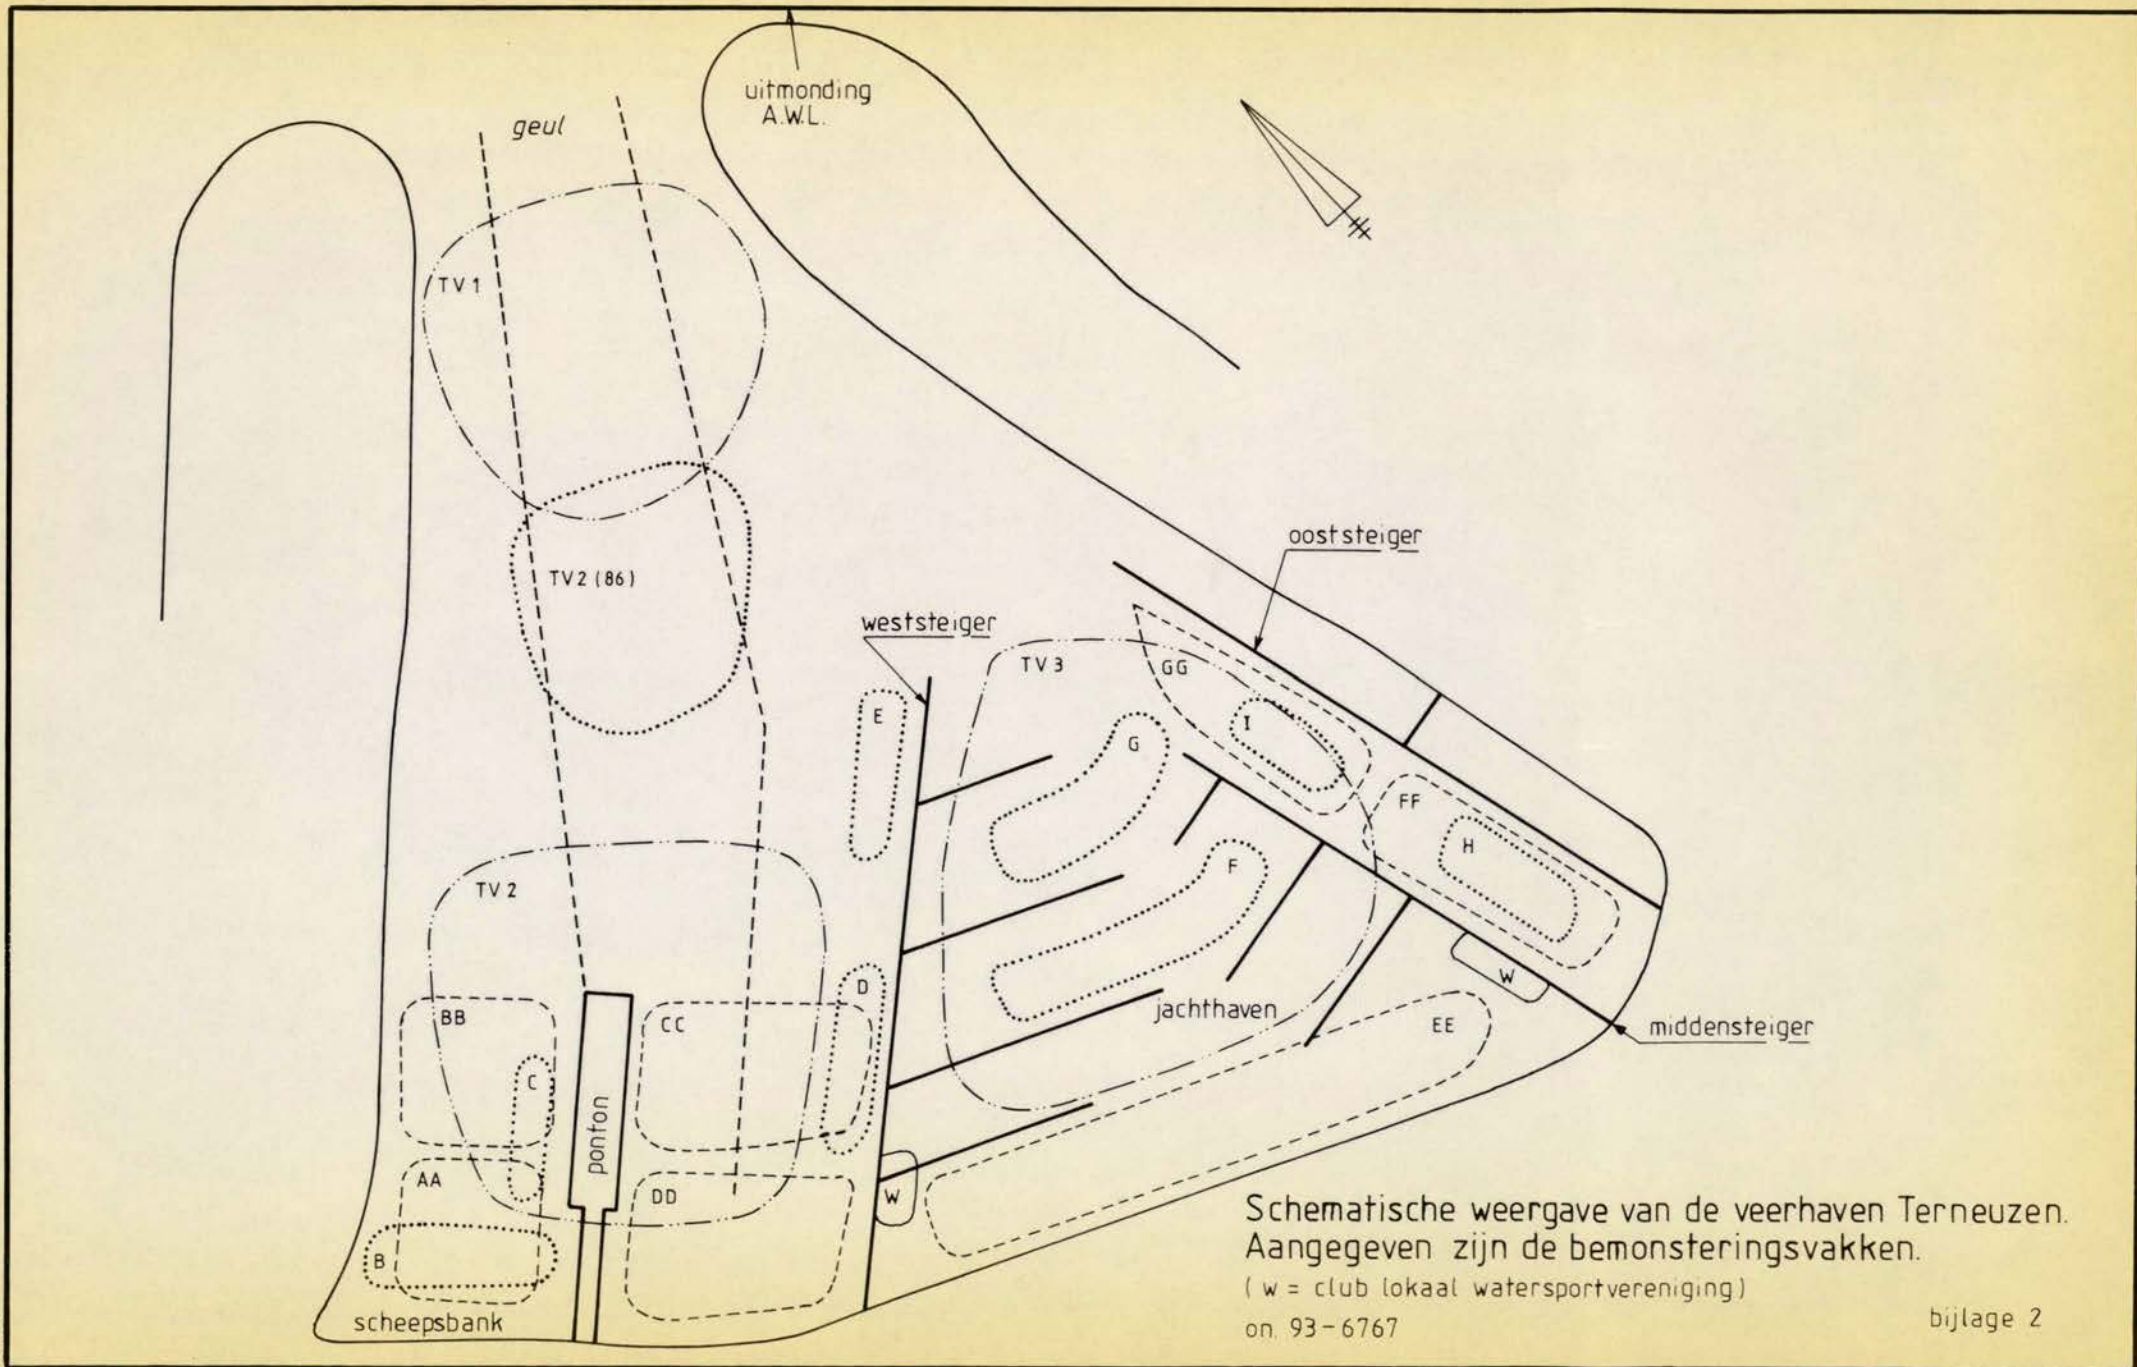 uitmonding
A.W.L.
geul
TV 1
ooststeiger
TV 2 (86)
weststeiger
TV 3
GG
E
I
G
FF
H
F
TV 2
W
D
BB
CC
jachthaven
EE
middensteiger
C
ponton
AA
DD
W
B
scheepsbank
Schematische weergave van de veerhaven Terneuzen.
Aangegeven zijn de bemonsteringsvakken.
( w = club lokaal watersportvereniging )
on. 93-6767
bijlage 2